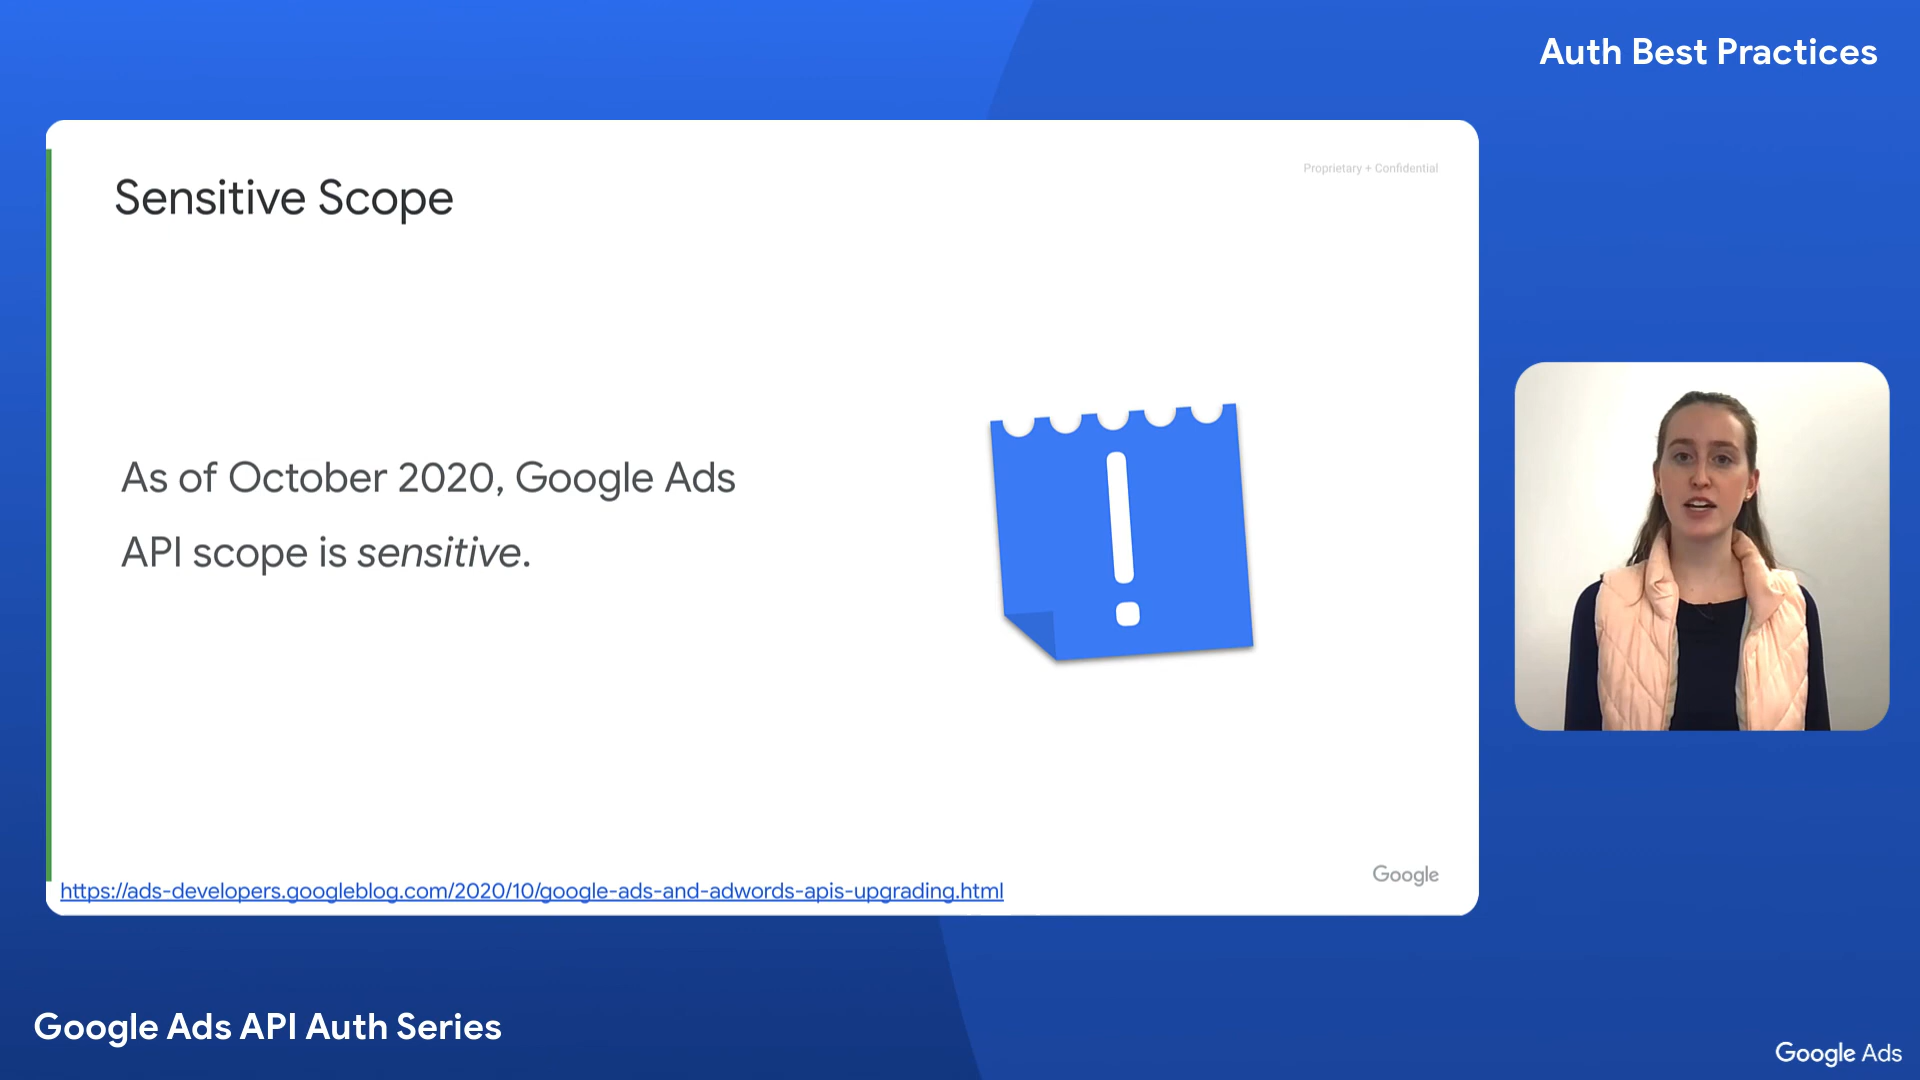 Auth Best Practices
Proprietary + Confidential
Sensitive Scope
As of October 2020, Google Ads
API scope is sensitive.
Google
https://ads-developers.googleblog.com/2020/10/google-ads-and-adwords-apis-upgrading.html
Google Ads API Auth Series
Google Ads